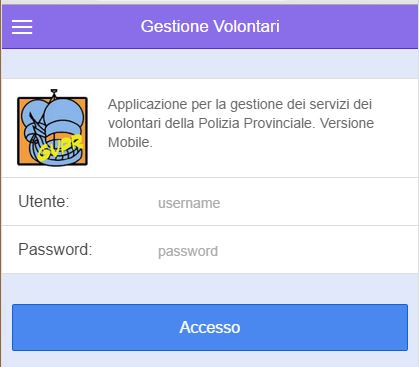 Gestione Volontari
Applicazione per la gestione dei servizi dei
volontari della Polizia Provinciale. Versione
Mobile.
GVPR
Utente: username
Password: password
Accesso